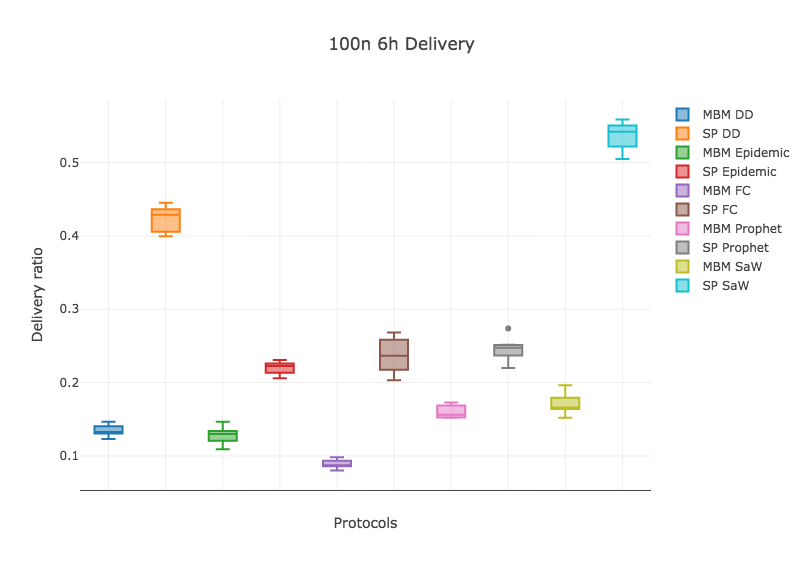 100n 6h Delivery
Delivery ratio
0.5
0.4
0.3
0.2
0.1
Protocols
MBM DD
SP DD
MBM Epidemic
SP Epidemic
MBM FC
SP FC
MBM Prophet
SP Prophet
MBM SaW
SP SaW